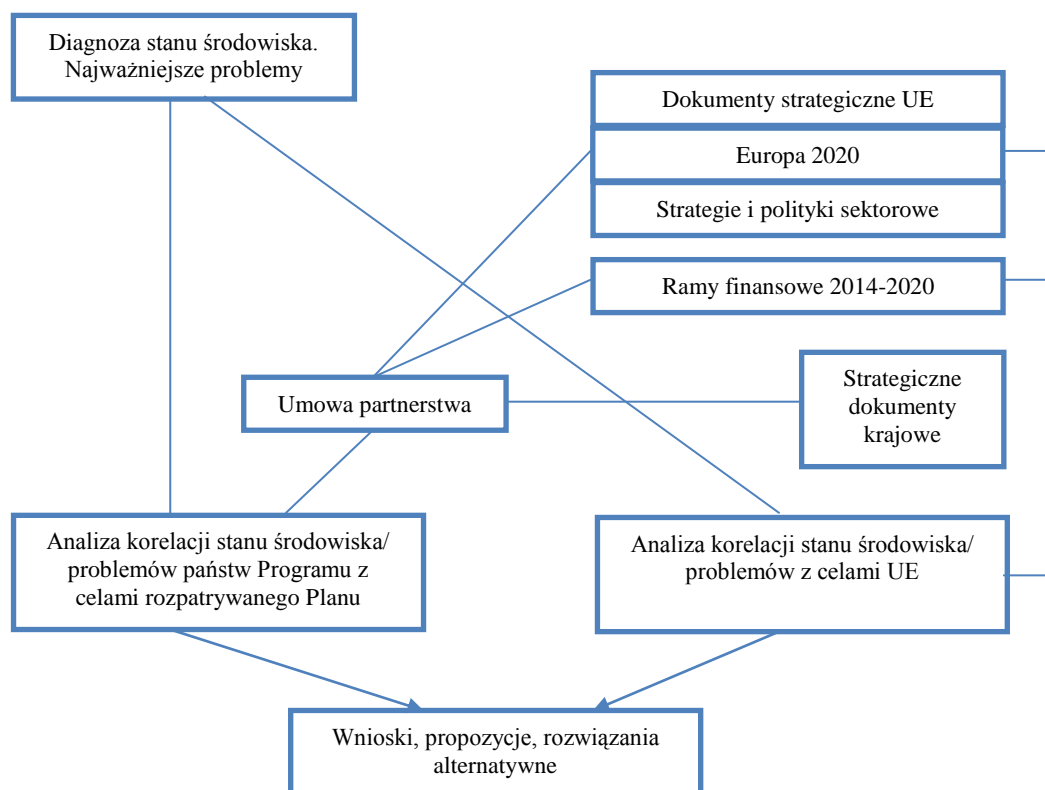 Diagnoza stanu środowiska.
Najważniejsze problemy
Dokumenty strategiczne UE
Europa 2020
Strategie i polityki sektorowe
Ramy finansowe 2014-2020
Umowa partnerstwa
Strategiczne
dokumenty
krajowe
Analiza korelacji stanu środowiska/
problemów państw Programu z
celami rozpatrywanego Planu
Analiza korelacji stanu środowiska/
problemów z celami UE
Wnioski, propozycje, rozwiązania
alternatywne